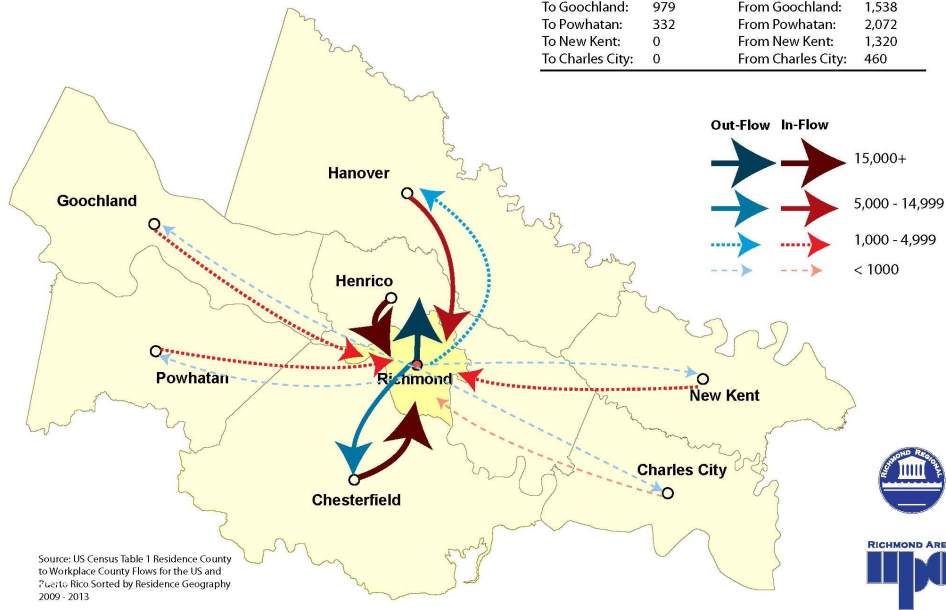 To Goochland: 979 From Goochland: 1,538
To Powhatan: 332 From Powhatan: 2,072
To New Kent: 0 From New Kent: 1,320
To Charles City: 0 From Charles City: 460
Out-Flow In-Flow
15,000+
5,000 - 14,999
1,000 - 4,999
< 1000
Hanover
Goochland
Henrico
Powhatan
Richmond
New Kent
Charles City
Chesterfield
RICHMOND REGIONAL
RICHMOND ARE
mpo
Source: US Census Table 1 Residence County
to Workplace County Flows for the US and
Puerto Rico Sorted by Residence Geography
2009 - 2013